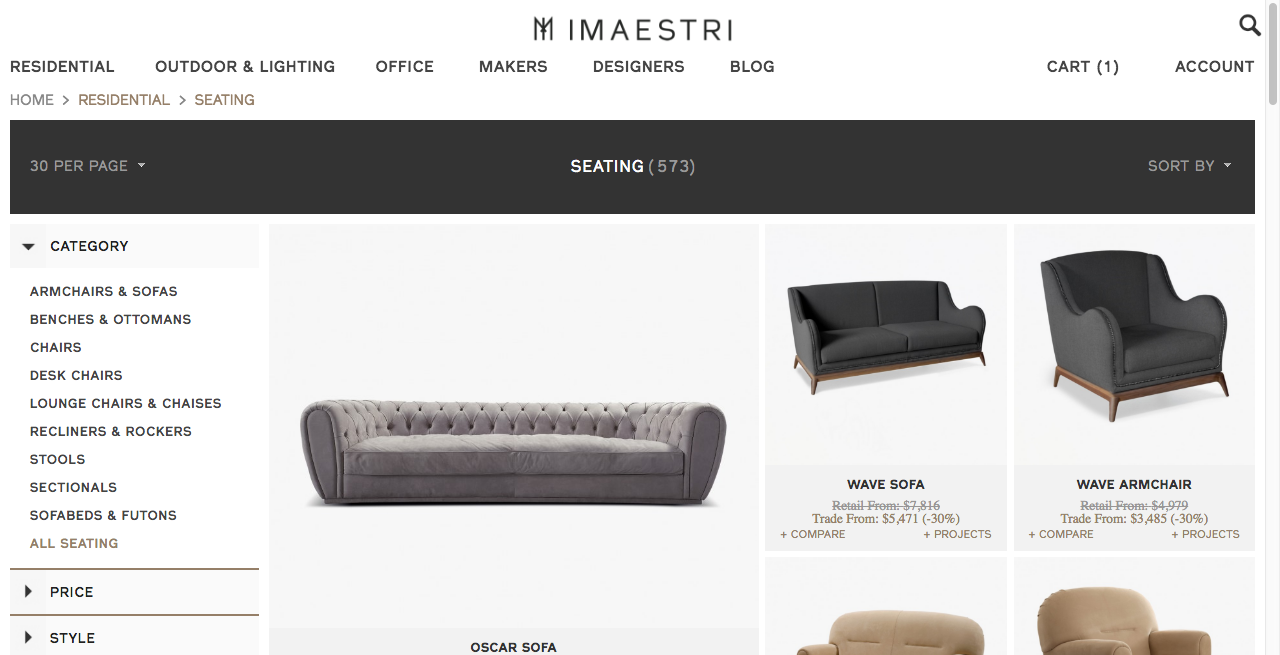 IMAESTRI
RESIDENTIAL OUTDOOR & LIGHTING OFFICE MAKERS DESIGNERS BLOG CART (1) ACCOUNT
HOME > RESIDENTIAL > SEATING
30 PER PAGE SEATING (573) SORT BY
CATEGORY
ARMCHAIRS & SOFAS
BENCHES & OTTOMANS
CHAIRS
DESK CHAIRS
LOUNGE CHAIRS & CHAISES
RECLINERS & ROCKERS
STOOLS
SECTIONALS
SOFABEDS & FUTONS
ALL SEATING
PRICE
STYLE
OSCAR SOFA
WAVE SOFA
Retail From: $7,816
Trade From: $5,471 (-30%)
+ COMPARE + PROJECTS
WAVE ARMCHAIR
Retail From: $4,979
Trade From: $3,485 (-30%)
+ COMPARE + PROJECTS